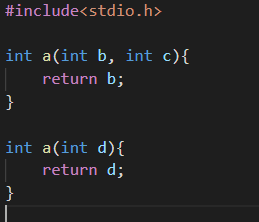 #include<stdio.h>
int a(int b, int c){
    return b;
}
int a(int d){
    return d;
}